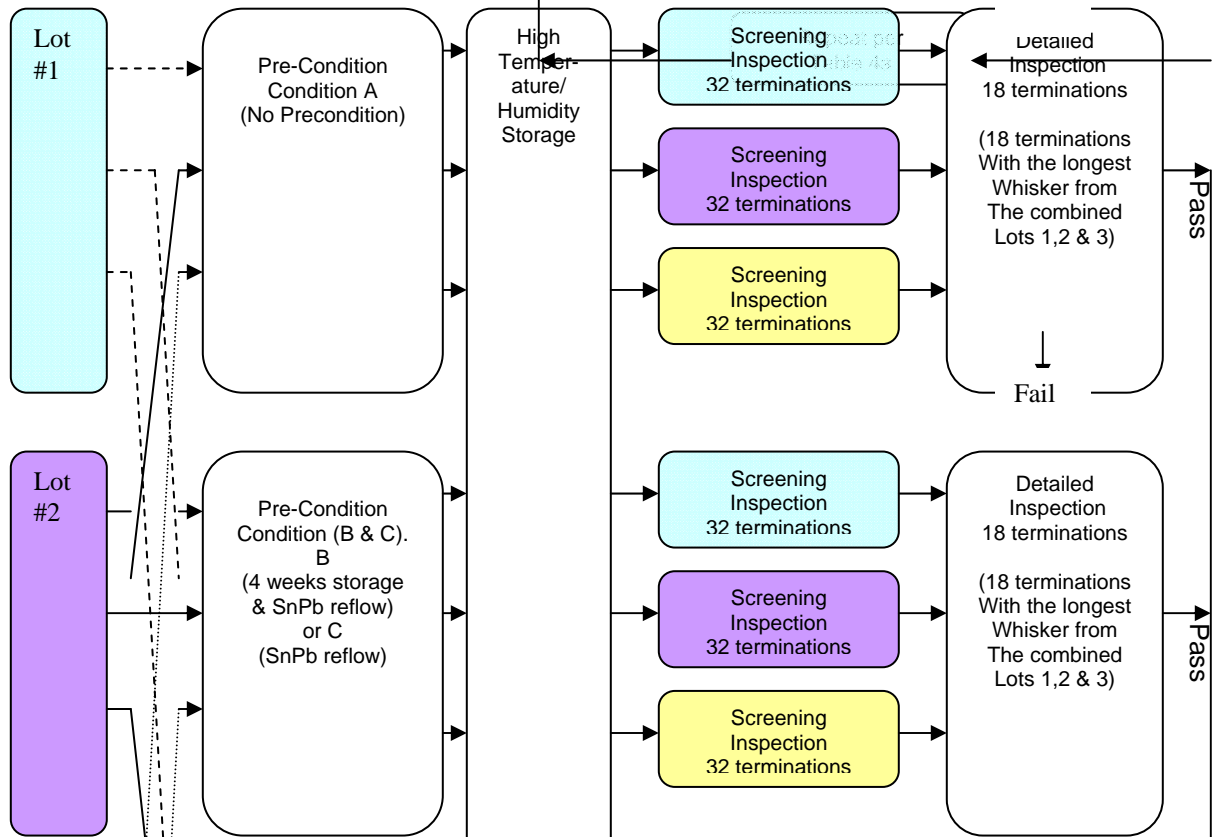 Lot
#1
Pre-Condition
Condition A
(No Precondition)
High
Temper-
ature/
Humidity
Storage
Screening
Inspection
32 terminations
Screening
Inspection
32 terminations
Screening
Inspection
32 terminations
Detailed
Inspection
18 terminations
(18 terminations
With the longest
Whisker from
The combined
Lots 1,2 & 3)
Pass
Fail
Lot
#2
Pre-Condition
Condition (B & C).
B
(4 weeks storage
& SnPb reflow)
or C
(SnPb reflow)
Screening
Inspection
32 terminations
Screening
Inspection
32 terminations
Screening
Inspection
32 terminations
Detailed
Inspection
18 terminations
(18 terminations
With the longest
Whisker from
The combined
Lots 1,2 & 3)
Pass